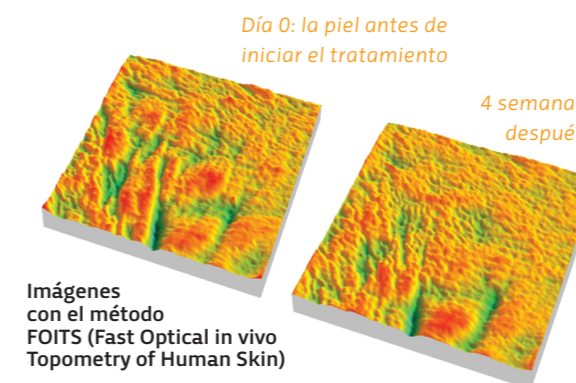 Día 0: la piel antes de
iniciar el tratamiento
4 semana
despué
Imágenes
con el método
FOITS (Fast Optical in vivo
Topometry of Human Skin)